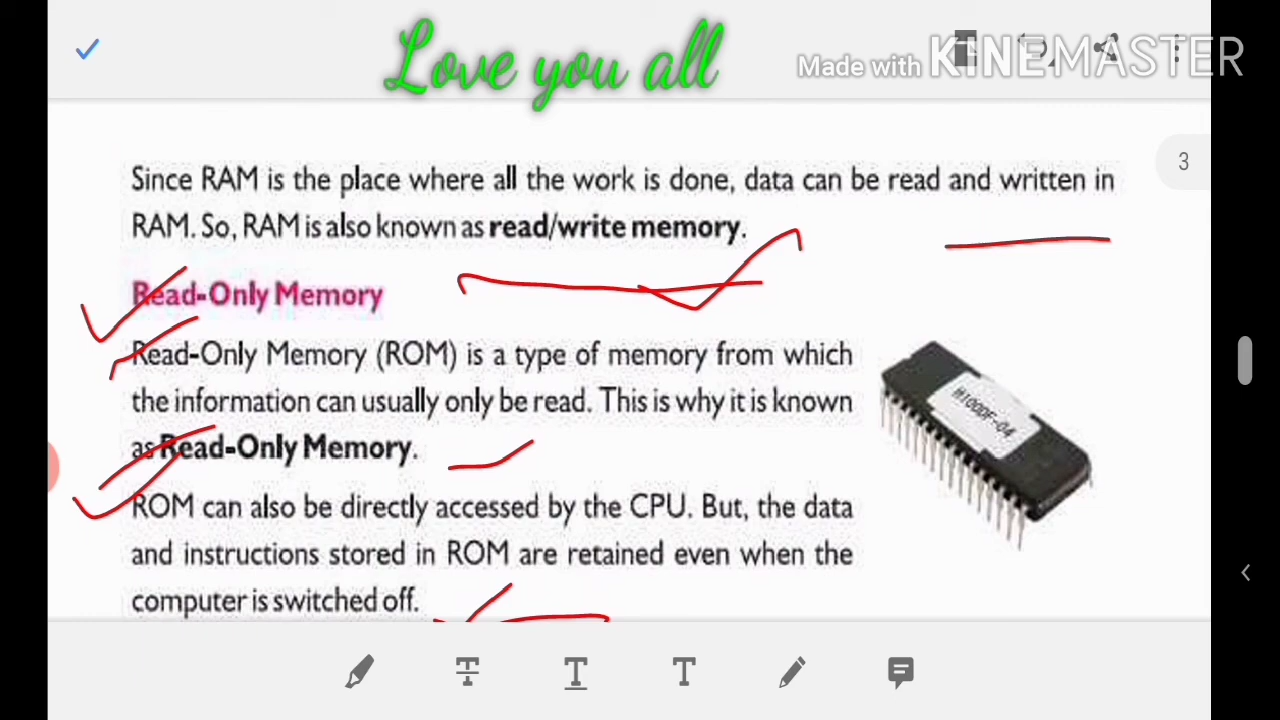 Love you all
Made with KINEMASTER
3
Since RAM is the place where all the work is done, data can be read and written in
RAM. So, RAM is also known as read/write memory.
Read-Only Memory
Read-Only Memory (ROM) is a type of memory from which
the information can usually only be read. This is why it is known
as Read-Only Memory.
ROM can also be directly accessed by the CPU. But, the data
and instructions stored in ROM are retained even when the
computer is switched off.
H1000F-04
T
T
T